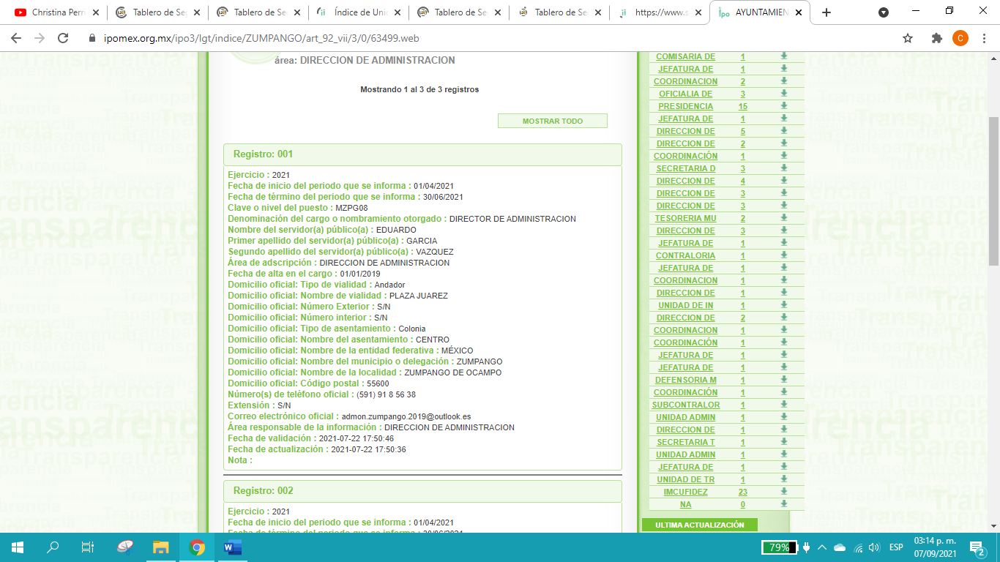 Christina Perr
Tablero de Se
Tablero de Se
Índice de Unic
Tablero de Se
Tablero de Se
https://www.s
AYUNTAMIEN
ipomex.org.mx/ipo3/lgt/indice/ZUMPANGO/art_92_vii/3/0/63499.web
C
área: DIRECCION DE ADMINISTRACION
Mostrando 1 al 3 de 3 registros
MOSTRAR TODO
Registro: 001
Ejercicio : 2021
Fecha de inicio del periodo que se informa : 01/04/2021
Fecha de término del periodo que se informa : 30/06/2021
Clave o nivel del puesto : MZPG08
Denominación del cargo o nombramiento otorgado : DIRECTOR DE ADMINISTRACION
Nombre del servidor(a) público(a) : EDUARDO
Primer apellido del servidor(a) público(a) : GARCIA
Segundo apellido del servidor(a) público(a) : VAZQUEZ
Área de adscripción : DIRECCION DE ADMINISTRACION
Fecha de alta en el cargo : 01/01/2019
Domicilio oficial: Tipo de vialidad : Andador
Domicilio oficial: Nombre de vialidad : PLAZA JUAREZ
Domicilio oficial: Número Exterior : S/N
Domicilio oficial: Número interior : S/N
Domicilio oficial: Tipo de asentamiento : Colonia
Domicilio oficial: Nombre del asentamiento : CENTRO
Domicilio oficial: Nombre de la entidad federativa : MÉXICO
Domicilio oficial: Nombre del municipio o delegación : ZUMPANGO
Domicilio oficial: Nombre de la localidad : ZUMPANGO DE OCAMPO
Domicilio oficial: Código postal : 55600
Número(s) de teléfono oficial : (591) 91 8 56 38
Extensión : S/N
Correo electrónico oficial : admon.zumpango.2019@outlook.es
Área responsable de la información : DIRECCION DE ADMINISTRACION
Fecha de validación : 2021-07-22 17:50:46
Fecha de actualización : 2021-07-22 17:50:36
Nota :
Registro: 002
Ejercicio : 2021
Fecha de inicio del periodo que se informa : 01/04/2021
Fecha de término del periodo que se informa : 30/06/2021
COMISARIA DE 1
JEFATURA DE 1
COORDINACION 2
OFICIALIA DE 3
PRESIDENCIA 15
JEFATURA DE 1
DIRECCION DE 5
DIRECCION DE 2
COORDINACIÓN 1
SECRETARIA D 3
DIRECCION DE 4
DIRECCION DE 3
DIRECCION DE 3
TESORERIA MU 2
DIRECCION DE 3
JEFATURA DE 1
CONTRALORIA 1
JEFATURA DE 1
COORDINACION 1
DIRECCION DE 1
UNIDAD DE IN 1
DIRECCION DE 2
COORDINACION 1
COORDINACIÓN 1
JEFATURA DE 1
JEFATURA DE 1
DEFENSORIA M 1
COORDINACIÓN 1
SUBCONTRALOR 1
UNIDAD ADMIN 1
DIRECCION DE 1
SECRETARIA T 1
UNIDAD ADMIN 1
JEFATURA DE 1
UNIDAD DE TR 1
IMCUFIDEZ 23
NA 0
ULTIMA ACTUALIZACIÓN
79%
ESP
03:14 p. m.
07/09/2021
2